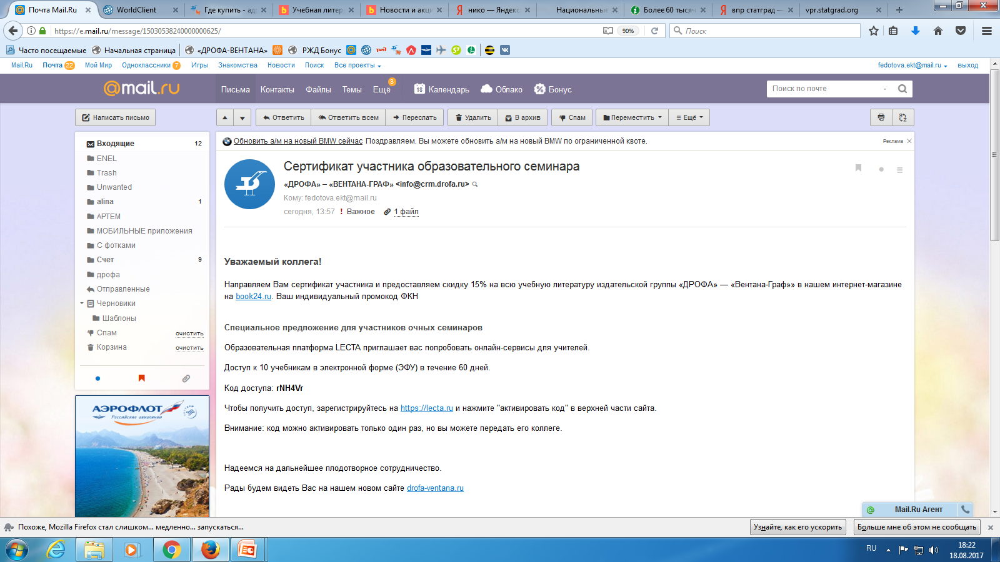 Почта Mail.Ru
WorldClient
Где купить - адр
Учебная литера
Новости и акци
нико — Яндекс
Национальные
Более 60 тысяч
впр статград —
vpr.statgrad.org
https://e.mail.ru/message/15030538240000000625/
90%
Поиск
Часто посещаемые
Начальная страница
«ДРОФА-ВЕНТАНА»
РЖД Бонус
Mail.Ru Почта 22 Мой Мир Одноклассники 7 Игры Знакомства Новости Поиск Все проекты
fedotova.ekt@mail.ru выход
@mail.ru
Письма Контакты Файлы Темы Ещё 3 18 Календарь Облако Бонус
Поиск по почте
Написать письмо
Ответить Ответить всем Переслать Удалить В архив Спам Переместить Ещё
Входящие 12
ENEL
Trash
Unwanted
alina 1
АРТЕМ
МОБИЛЬНЫЕ приложения
С фотками
Счет 9
дрофа
Отправленные
Черновики
Шаблоны
Спам очистить
Корзина очистить
АЭРОФЛОТ
Российские авиалинии
Обновить а/м на новый BMW сейчас Поздравляем. Вы можете обновить а/м на новый BMW по ограниченной квоте.
Реклама
Сертификат участника образовательного семинара
«ДРОФА» – «ВЕНТАНА-ГРАФ» <info@crm.drofa.ru>
Кому: fedotova.ekt@mail.ru
сегодня, 13:57 ! Важное 1 файл
Уважаемый коллега!
Направляем Вам сертификат участника и предоставляем скидку 15% на всю учебную литературу издательской группы «ДРОФА» — «Вентана-Граф»» в нашем интернет-магазине
на book24.ru. Ваш индивидуальный промокод ФКН
Специальное предложение для участников очных семинаров
Образовательная платформа LECTA приглашает вас попробовать онлайн-сервисы для учителей.
Доступ к 10 учебникам в электронной форме (ЭФУ) в течение 60 дней.
Код доступа: rNH4Vr
Чтобы получить доступ, зарегистрируйтесь на https://lecta.ru и нажмите "активировать код" в верхней части сайта.
Внимание: код можно активировать только один раз, но вы можете передать его коллеге.
Надеемся на дальнейшее плодотворное сотрудничество.
Рады будем видеть Вас на нашем новом сайте drofa-ventana.ru
Mail.Ru Агент
Похоже, Mozilla Firefox стал слишком... медленно... запускаться...
Узнайте, как его ускорить
Больше мне об этом не сообщать
RU
18:22
18.08.2017